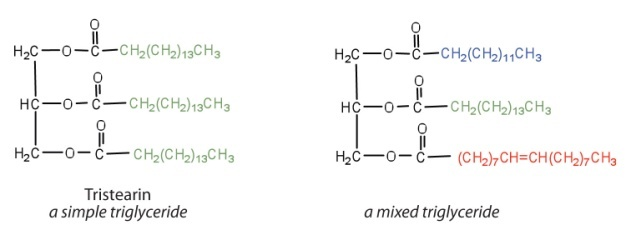 O
H₂C—O—C—CH₂(CH₂)₁₃CH₃
O
HC—O—C—CH₂(CH₂)₁₃CH₃
O
H₂C—O—C—CH₂(CH₂)₁₃CH₃
Tristearin
a simple triglyceride
O
H₂C—O—C—CH₂(CH₂)₁₁CH₃
O
HC—O—C—CH₂(CH₂)₁₃CH₃
O
H₂C—O—C—(CH₂)₇CH=CH(CH₂)₇CH₃
a mixed triglyceride